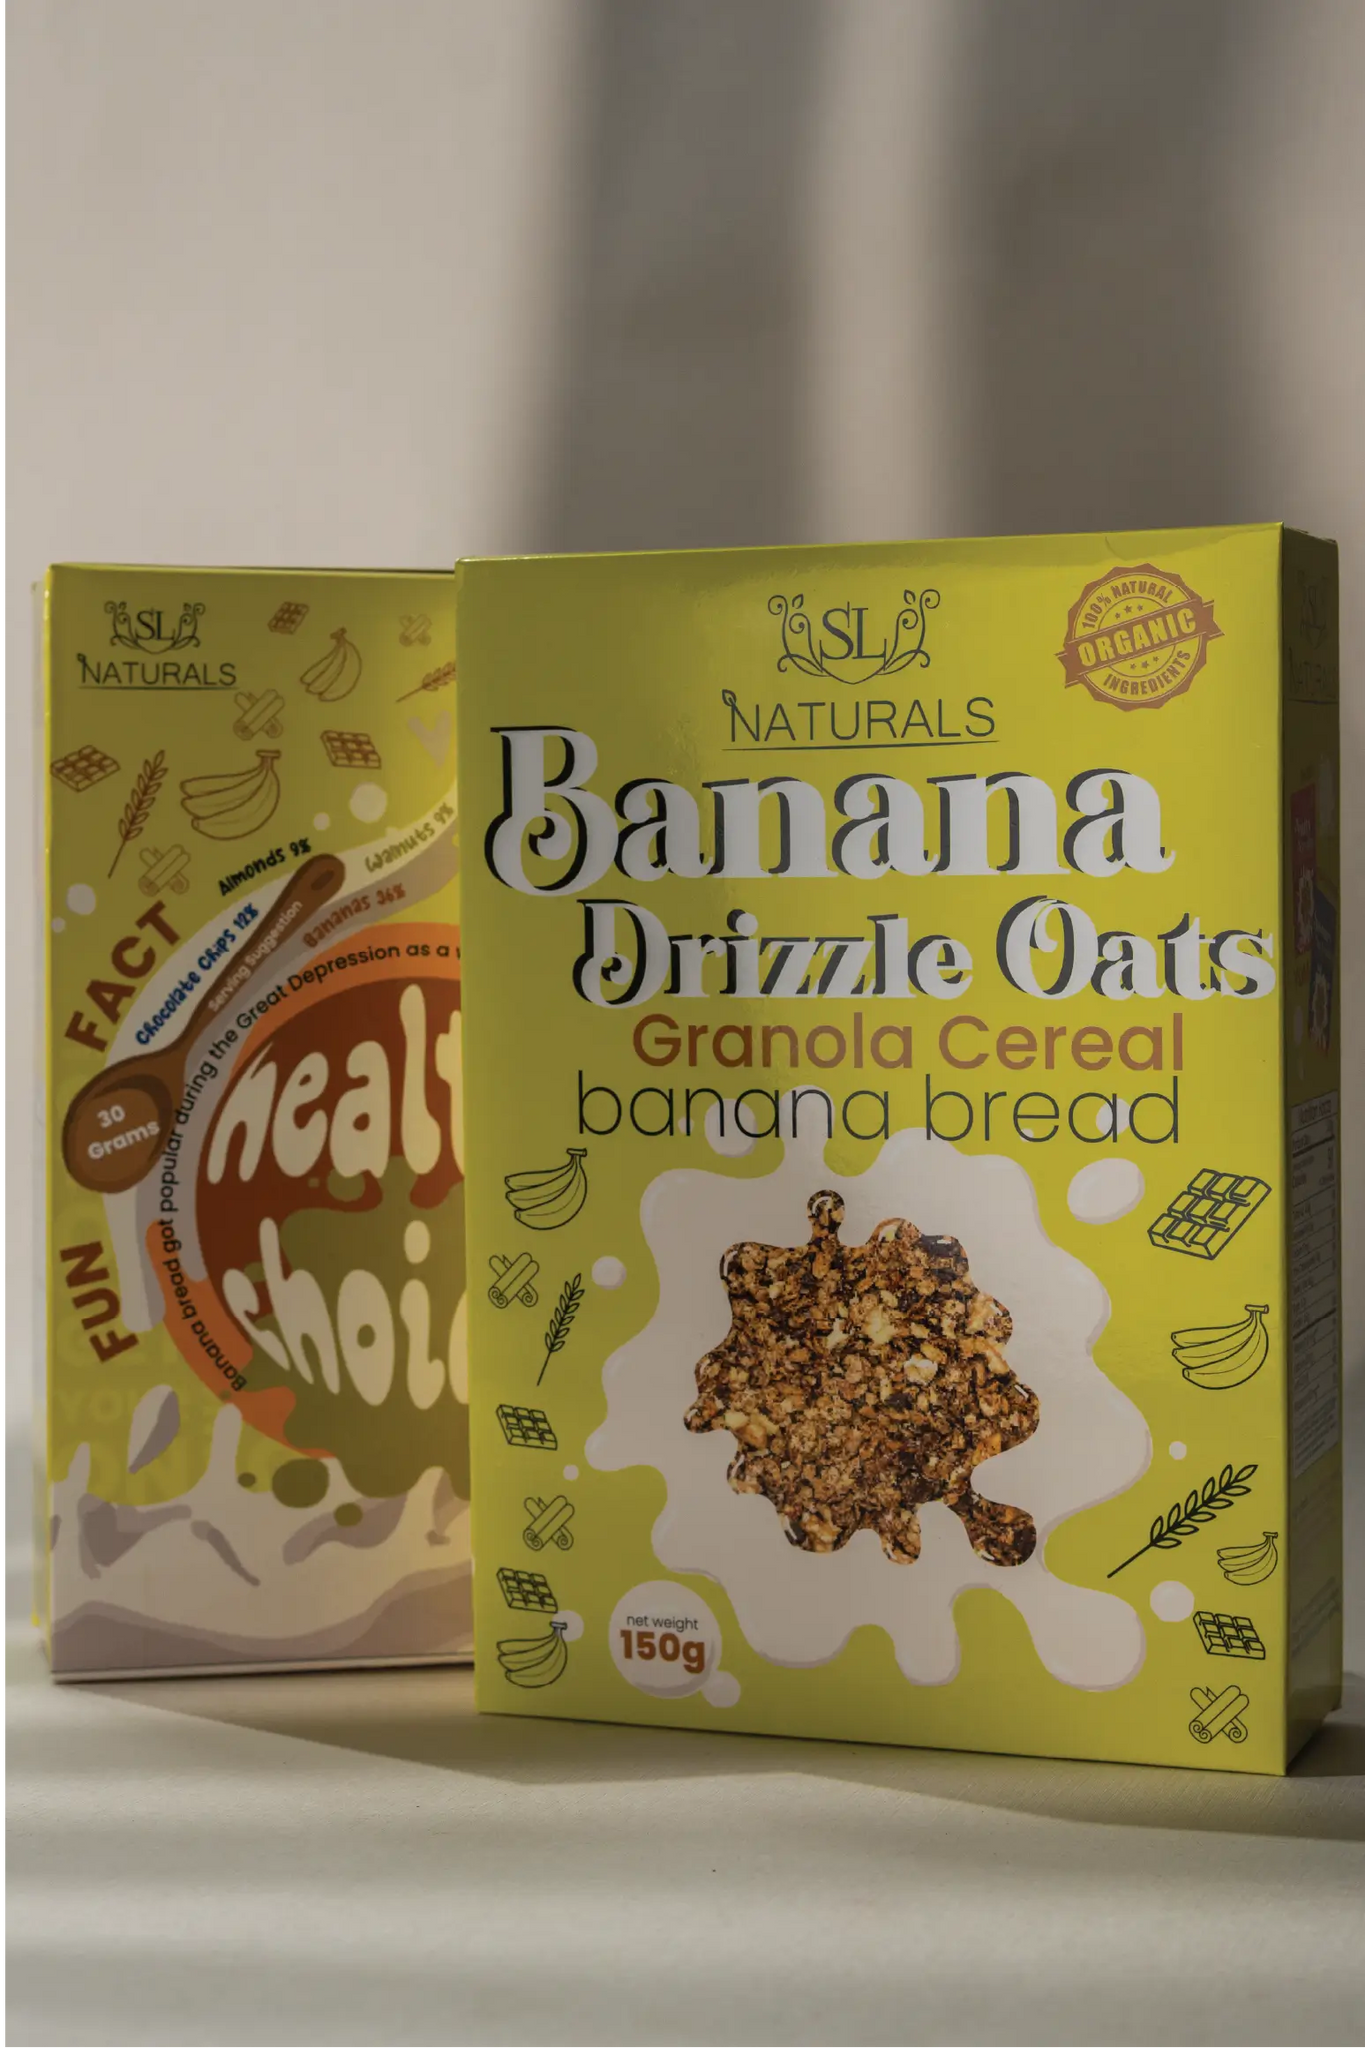 SL
NATURALS
Almonds 9%
Walnuts 9%
Chocolate Chips 12%
Bananas 36%
Serving Suggestion
30
Grams
FUN FACT
Banana bread got popular during the Great Depression as a
healt
choic
SL
NATURALS
100% NATURAL
ORGANIC
INGREDIENTS
Banana
Drizzle Oats
Granola Cereal
banana bread
net weight
150g